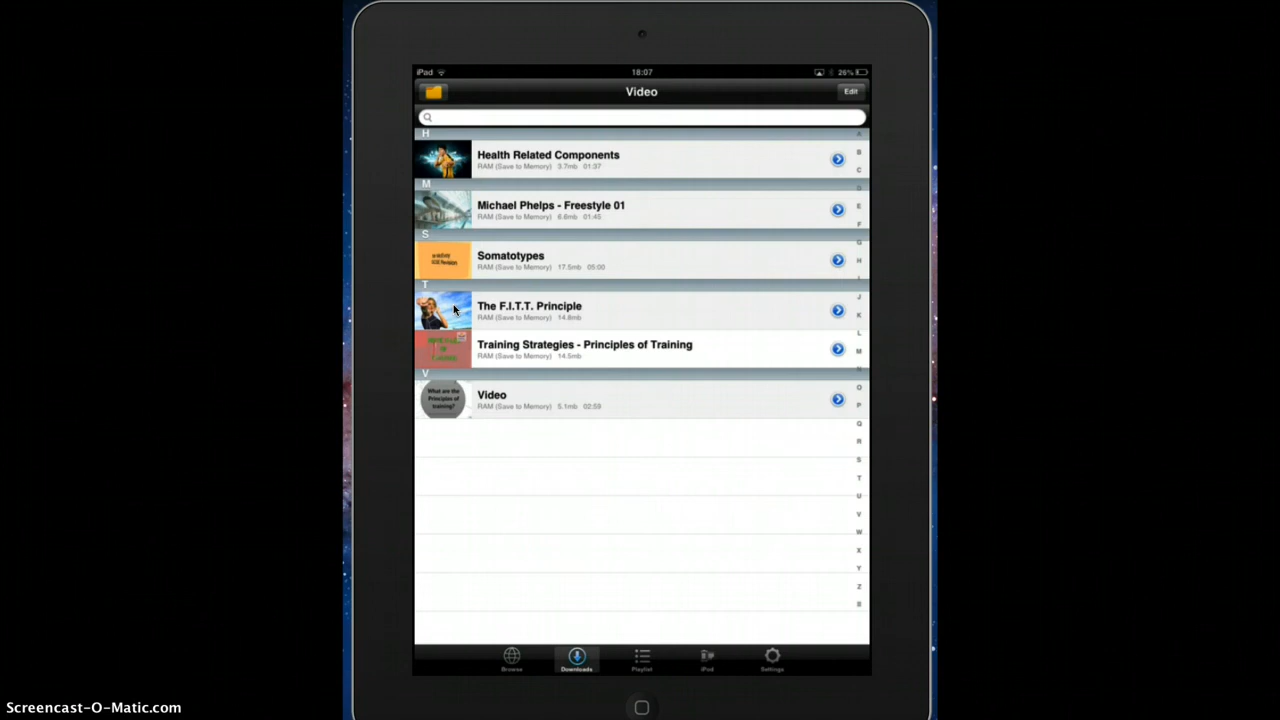 iPad 18:07 26%
Video Edit
H
Health Related Components
RAM (Save to Memory) 3.7mb 01:37
M
Michael Phelps - Freestyle 01
RAM (Save to Memory) 6.6mb 01:45
S
Somatotypes
RAM (Save to Memory) 17.5mb 05:00
T
The F.I.T.T. Principle
RAM (Save to Memory) 14.8mb
Training Strategies - Principles of Training
RAM (Save to Memory) 14.5mb
V
What are the
Principles of
training?
Video
RAM (Save to Memory) 5.1mb 02:59
A
B
C
D
E
F
G
H
I
J
K
L
M
N
O
P
Q
R
S
T
U
V
W
X
Y
Z
Browse Downloads Playlist iPod Settings
Screencast-O-Matic.com